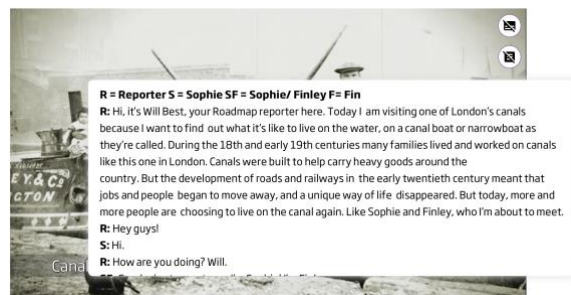 R = Reporter S = Sophie SF = Sophie/ Finley F= Fin
R: Hi, it's Will Best, your Roadmap reporter here. Today I am visiting one of London's canals
because I want to find out what it's like to live on the water, on a canal boat or narrowboat as
they're called. During the 18th and early 19th centuries many families lived and worked on canals
like this one in London. Canals were built to help carry heavy goods around the
country. But the development of roads and railways in the early twentieth century meant that
jobs and people began to move away, and a unique way of life disappeared. But today, more and
more people are choosing to live on the canal again. Like Sophie and Finley, who I'm about to meet.
R: Hey guys!
S: Hi.
R: How are you doing? Will.
EY. & Co
GTON
Canal